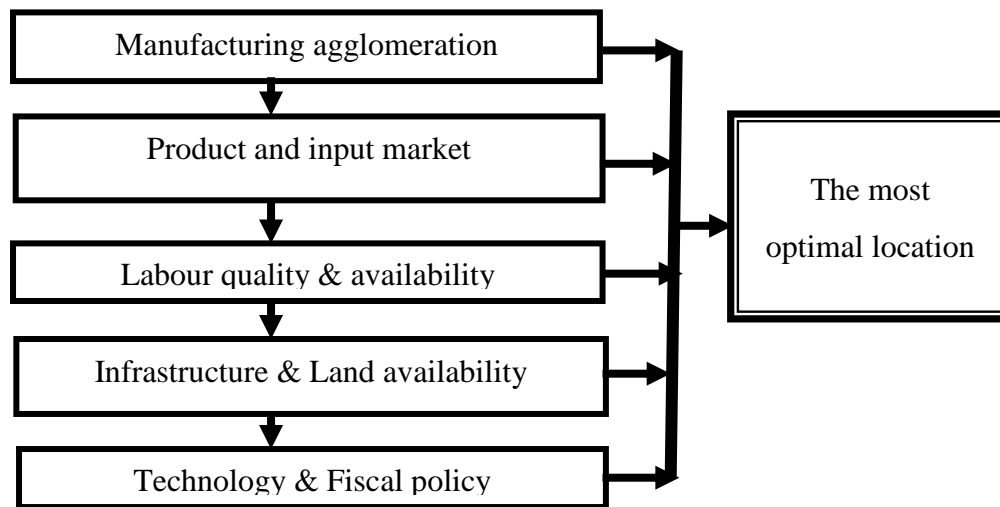 Manufacturing agglomeration
Product and input market
Labour quality & availability
Infrastructure & Land availability
Technology & Fiscal policy
The most
optimal location